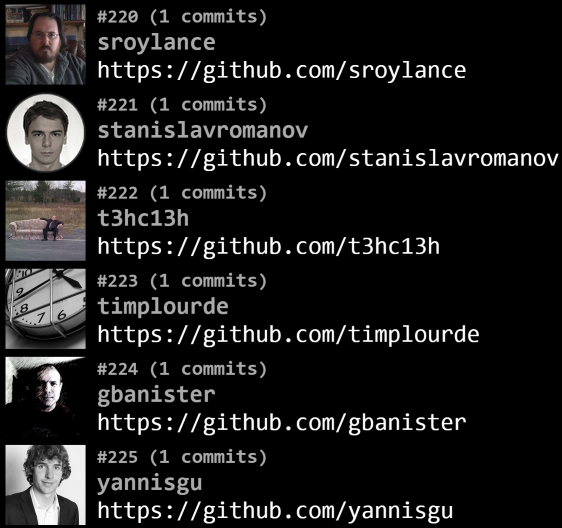 #220 (1 commits)
sroylance
https://github.com/sroylance
#221 (1 commits)
stanislavromanov
https://github.com/stanislavromanov
#222 (1 commits)
t3hc13h
https://github.com/t3hc13h
#223 (1 commits)
timplourde
https://github.com/timplourde
#224 (1 commits)
gbanister
https://github.com/gbanister
#225 (1 commits)
yannisgu
https://github.com/yannisgu